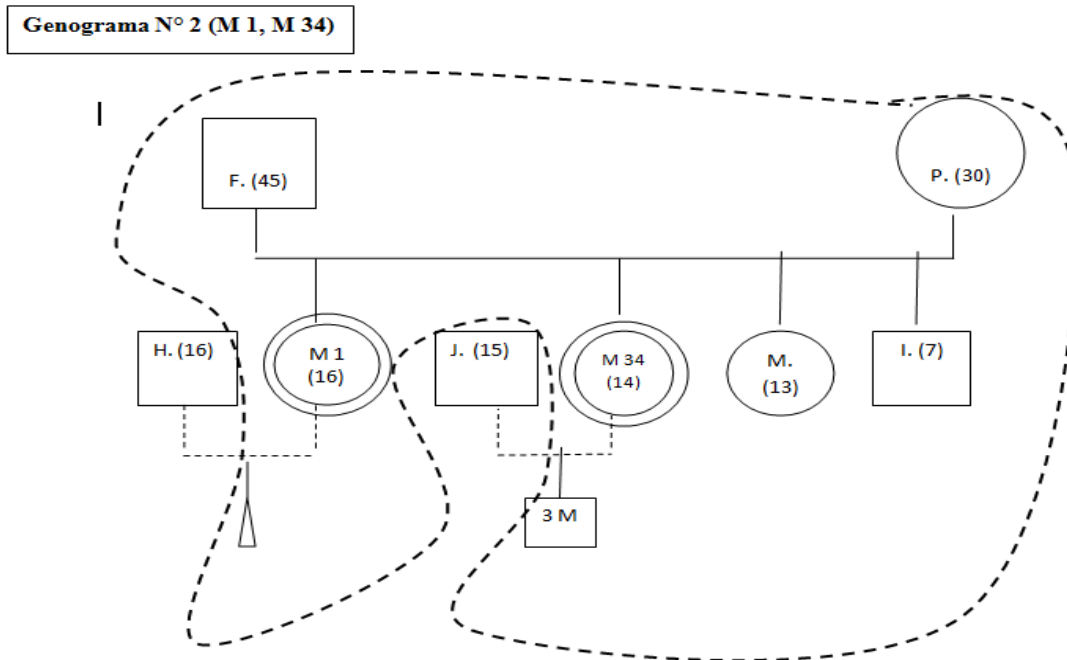 Genograma N° 2 (M 1, M 34)
I
F. (45)
P. (30)
H. (16)
M 1
(16)
J. (15)
M 34
(14)
M.
(13)
I. (7)
3 M